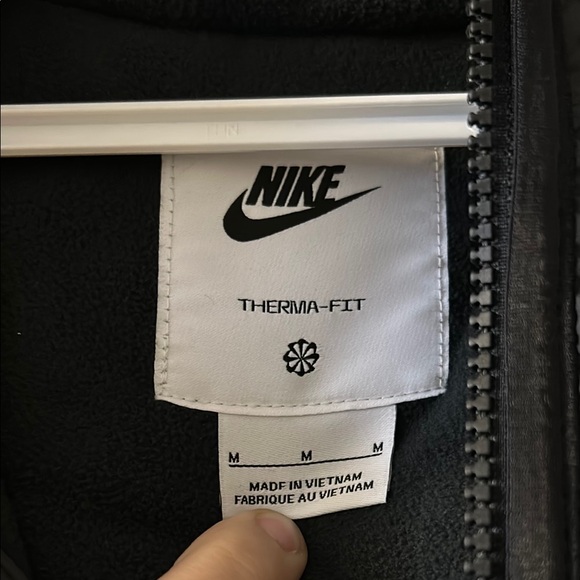 NIKE
THERMA-FIT
M M M
MADE IN VIETNAM
FABRIQUE AU VIETNAM